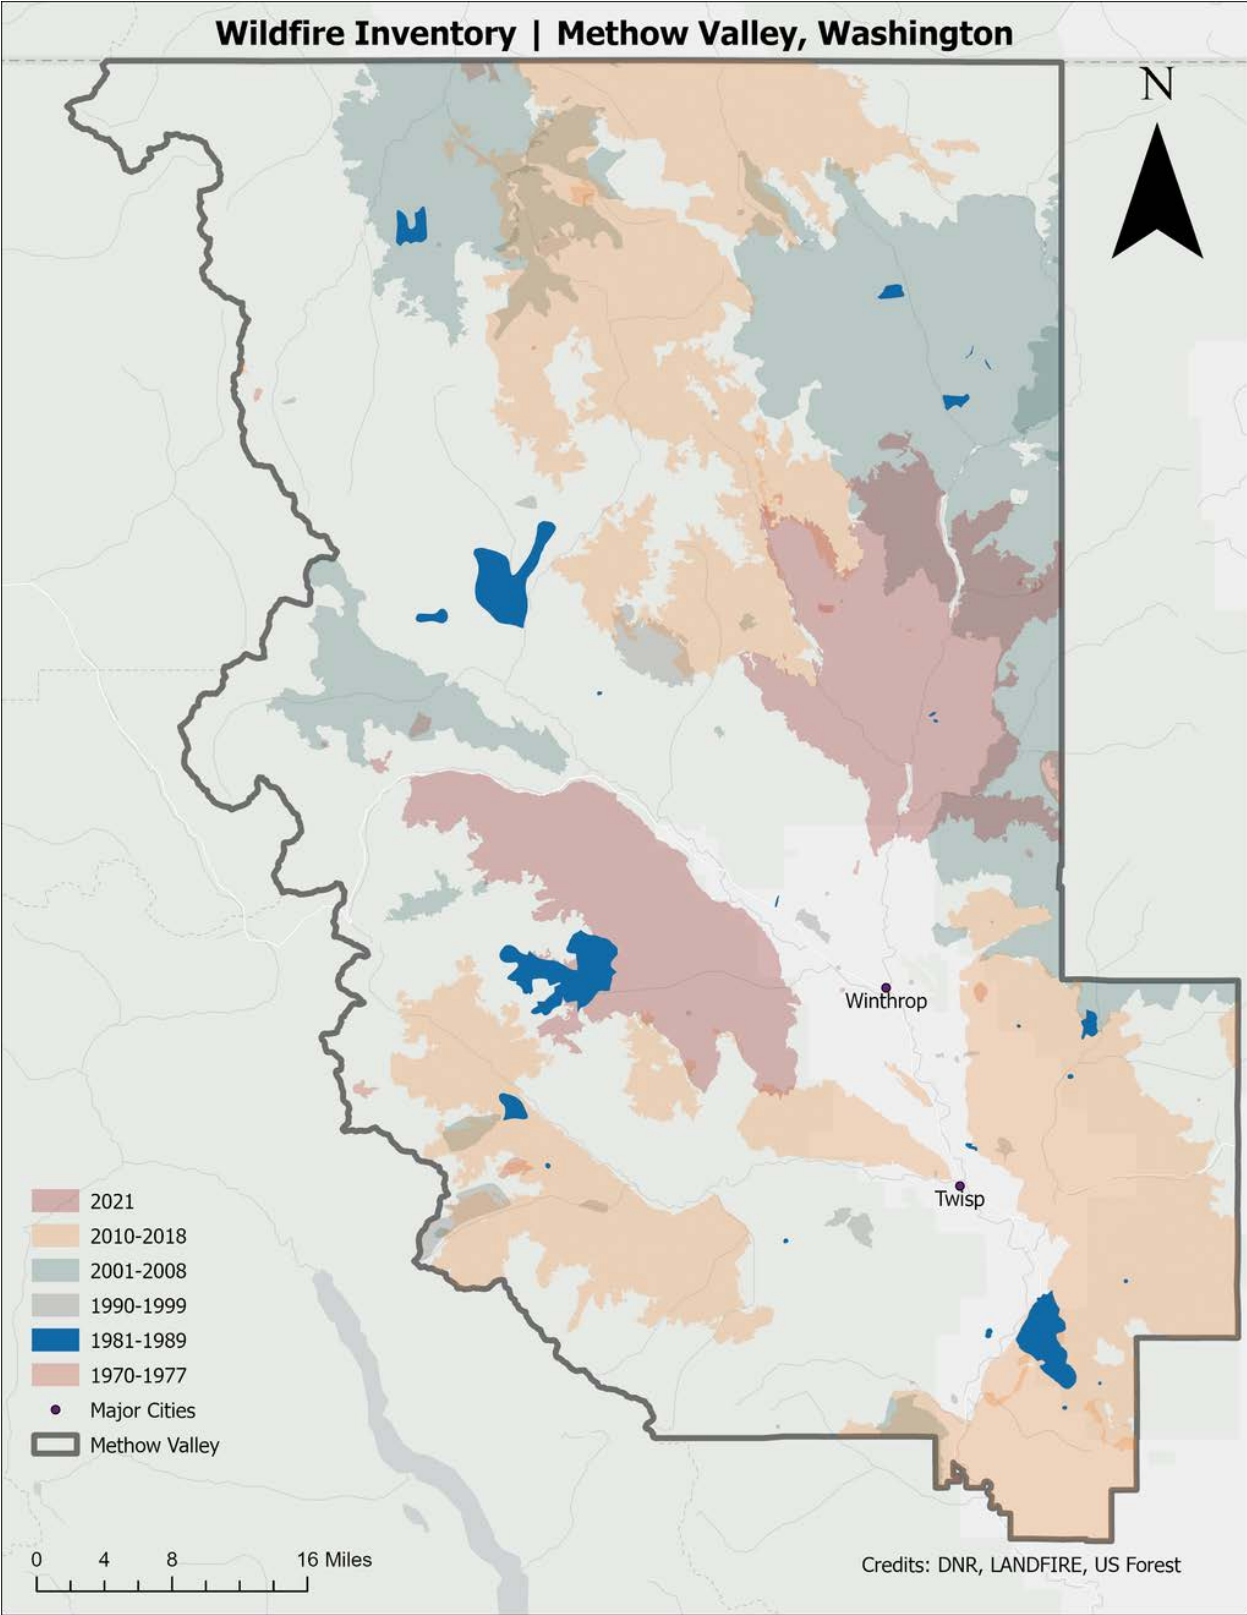 Wildfire Inventory | Methow Valley, Washington
N
Winthrop
Twisp
2021
2010-2018
2001-2008
1990-1999
1981-1989
1970-1977
Major Cities
Methow Valley
0 4 8 16 Miles
Credits: DNR, LANDFIRE, US Forest